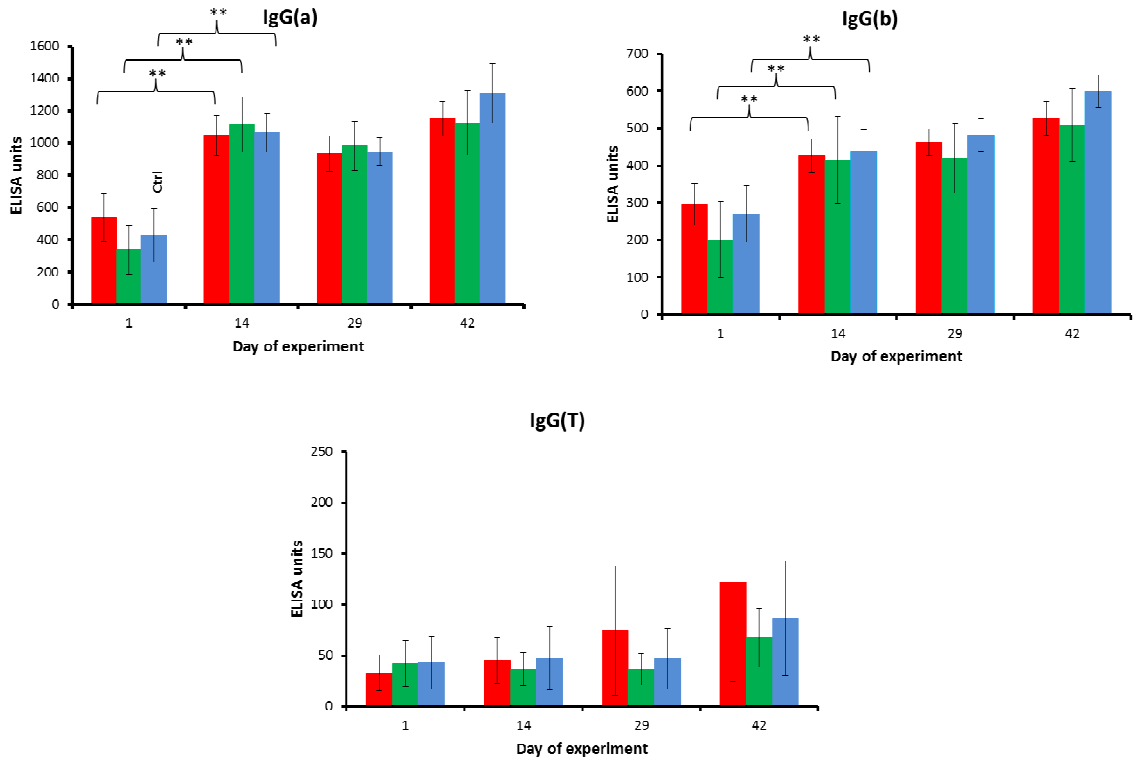 IgG(a)
**
**
**
1600
1400
1200
1000
800
600
400
200
0
ELISA units
Ctrl
1 14 29 42
Day of experiment
IgG(b)
**
**
**
700
600
500
400
300
200
100
0
ELISA units
1 14 29 42
Day of experiment
IgG(T)
250
200
150
100
50
0
ELISA units
1 14 29 42
Day of experiment